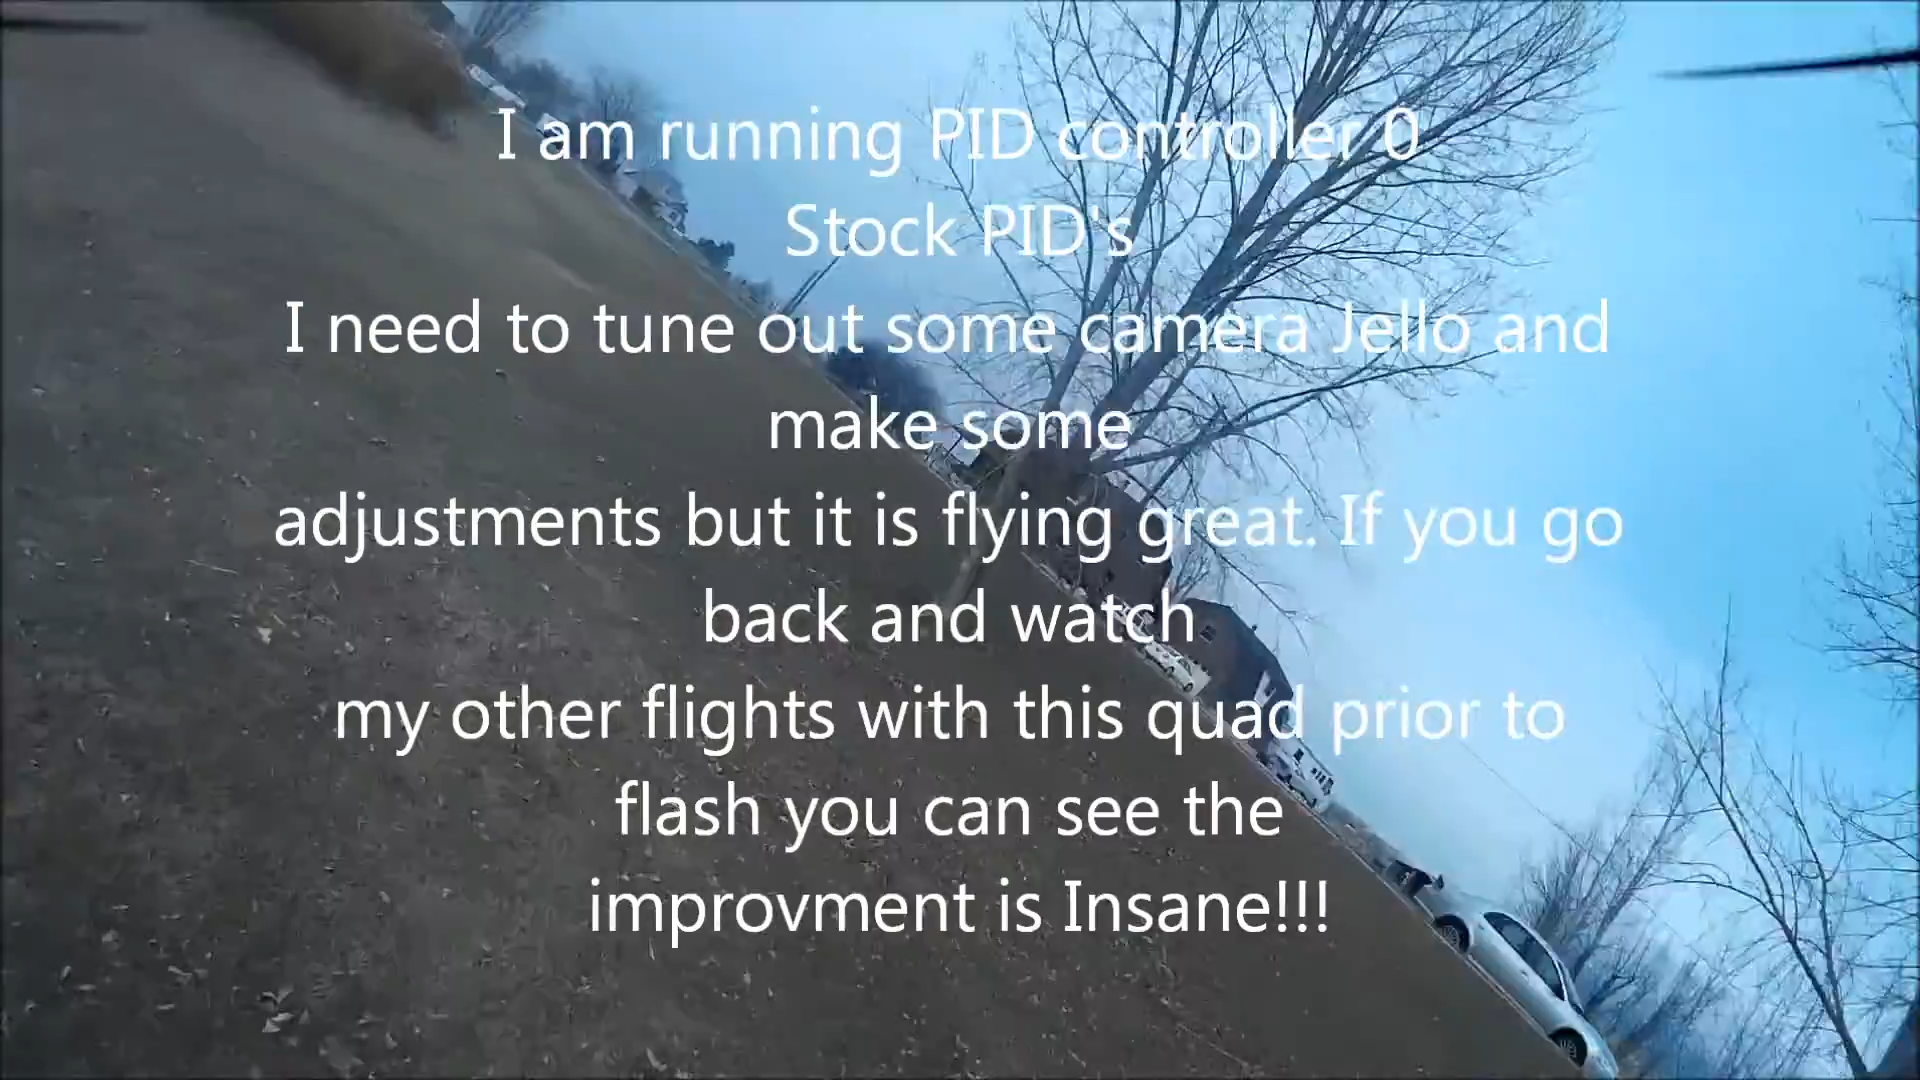 I am running PID controller 0
Stock PID's
I need to tune out some camera Jello and
make some
adjustments but it is flying great. If you go
back and watch
my other flights with this quad prior to
flash you can see the
improvment is Insane!!!